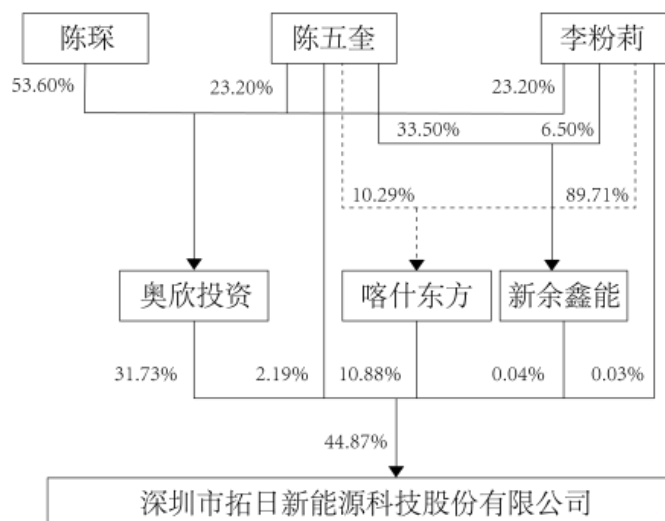 陈琛 陈五奎 李粉莉
53.60% 23.20% 23.20%
33.50% 6.50%
10.29% 89.71%
奥欣投资 喀什东方 新余鑫能
31.73% 2.19% 10.88% 0.04% 0.03%
44.87%
深圳市拓日新能源科技股份有限公司